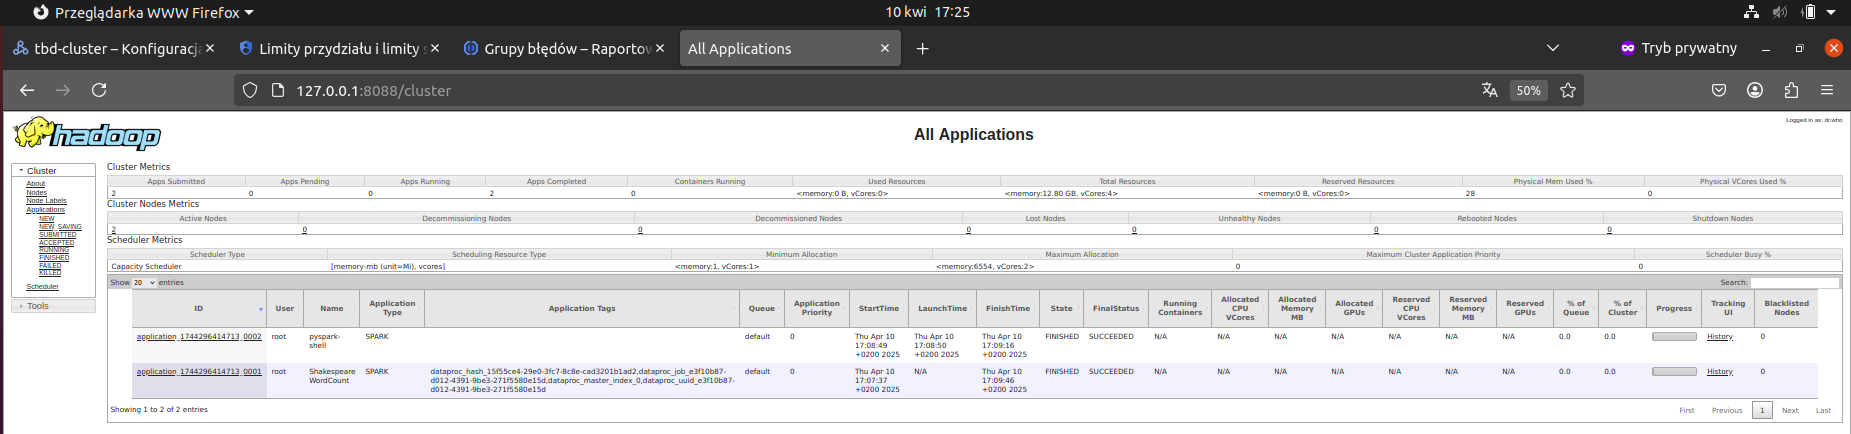 Przeglądarka WWW Firefox
10 kwi 17:25
tbd-cluster – Konfiguracja
Limity przydziału i limity s
Grupy błędów – Raportow
All Applications
Tryb prywatny
127.0.0.1:8088/cluster
50%
Logged in as: dr.who
hadoop
All Applications
Cluster
About
Nodes
Node Labels
Applications
NEW
NEW_SAVING
SUBMITTED
ACCEPTED
RUNNING
FINISHED
FAILED
KILLED
Scheduler
Tools
Cluster Metrics
Apps Submitted Apps Pending Apps Running Apps Completed Containers Running Used Resources Total Resources Reserved Resources Physical Mem Used % Physical VCores Used %
2 0 0 2 0 <memory:0 B, vCores:0> <memory:12.80 GB, vCores:4> <memory:0 B, vCores:0> 28 0
Cluster Nodes Metrics
Active Nodes Decommissioning Nodes Decommissioned Nodes Lost Nodes Unhealthy Nodes Rebooted Nodes Shutdown Nodes
2 0 0 0 0 0 0
Scheduler Metrics
Scheduler Type Scheduling Resource Type Minimum Allocation Maximum Allocation Maximum Cluster Application Priority Scheduler Busy %
Capacity Scheduler [memory-mb (unit=Mi), vcores] <memory:1, vCores:1> <memory:6554, vCores:2> 0 0
Show 20 entries Search:
ID User Name Application Type Application Tags Queue Application Priority StartTime LaunchTime FinishTime State FinalStatus Running Containers Allocated CPU VCores Allocated Memory MB Allocated GPUs Reserved CPU VCores Reserved Memory MB Reserved GPUs % of Queue % of Cluster Progress Tracking UI Blacklisted Nodes
application_1744296414713_0002 root pyspark-shell SPARK default 0 Thu Apr 10 17:08:49 +0200 2025 Thu Apr 10 17:08:50 +0200 2025 Thu Apr 10 17:09:16 +0200 2025 FINISHED SUCCEEDED N/A N/A N/A N/A N/A N/A N/A 0.0 0.0 History 0
application_1744296414713_0001 root Shakespeare WordCount SPARK dataproc_hash_15f55ce4-29e0-3fc7-8c8e-cad3201b1ad2,dataproc_job_e3f10b87-d012-4391-9be3-271f5580e15d,dataproc_master_index_0,dataproc_uuid_e3f10b87-d012-4391-9be3-271f5580e15d default 0 Thu Apr 10 17:07:37 +0200 2025 N/A Thu Apr 10 17:09:46 +0200 2025 FINISHED SUCCEEDED N/A N/A N/A N/A N/A N/A N/A 0.0 0.0 History 0
Showing 1 to 2 of 2 entries
First Previous 1 Next Last